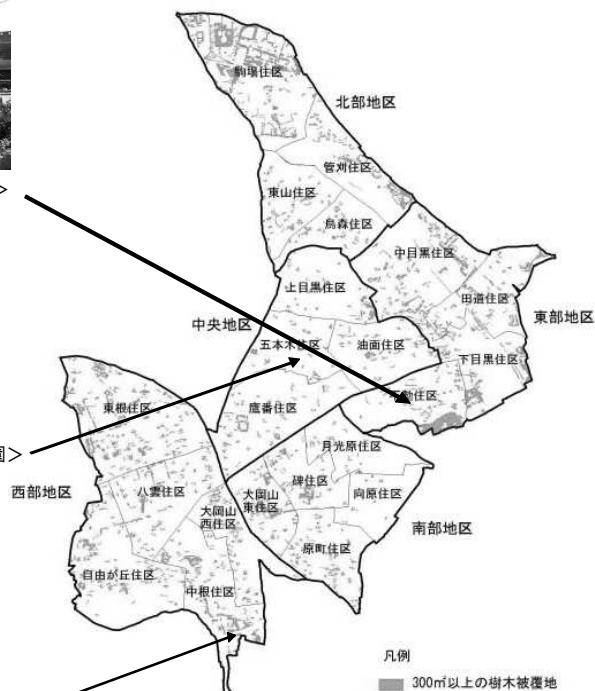 駒場住区
北部地区
菅刈住区
>
東山住区
烏森住区
中目黒住区
上目黒住区
田道住区
中央地区
東部地区
五本木住区
油面住区
下目黒住区
東根住区
鷹番住区
月光原住区
園>
西部地区
八雲住区
碑住区
向原住区
大岡山
西住区
大岡山
東住区
南部地区
原町住区
自由が丘住区
中根住区
凡例
300㎡以上の樹木被覆地